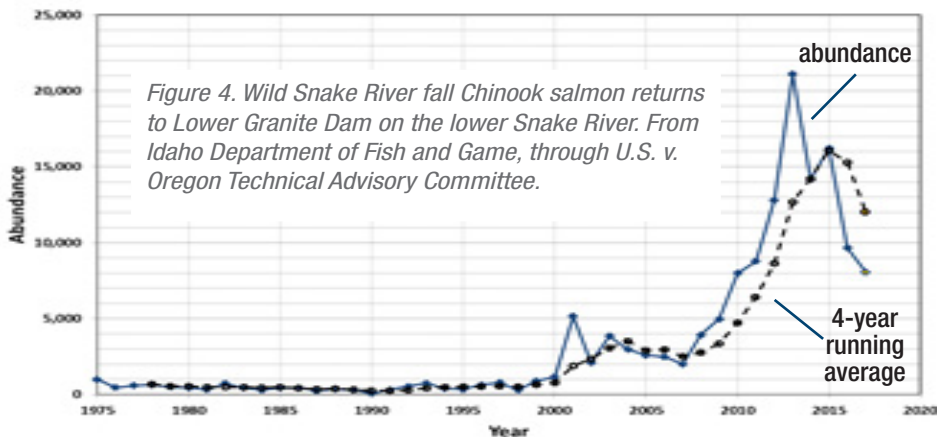 25,000
20,000
15,000
10,000
5,000
0
Abundance
Figure 4. Wild Snake River fall Chinook salmon returns
to Lower Granite Dam on the lower Snake River. From
Idaho Department of Fish and Game, through U.S. v.
Oregon Technical Advisory Committee.
abundance
4-year
running
average
1975 1980 1985 1990 1995 2000 2005 2010 2015 2020
Year